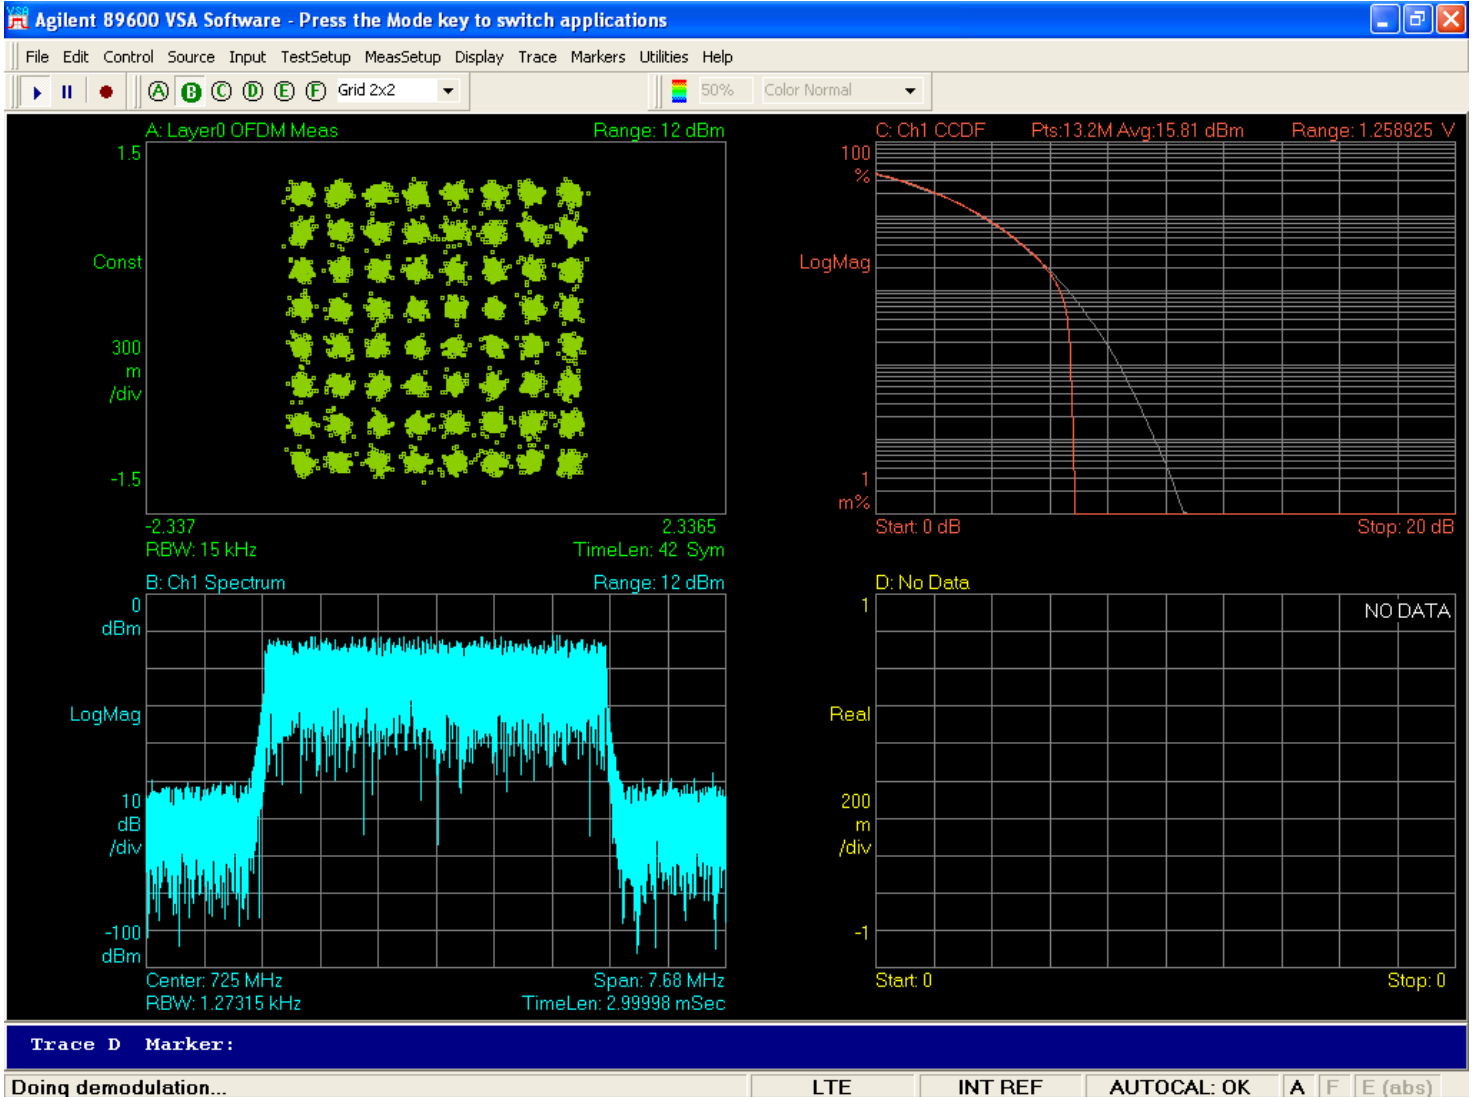 VSA
Agilent 89600 VSA Software - Press the Mode key to switch applications
File Edit Control Source Input TestSetup MeasSetup Display Trace Markers Utilities Help
A B C D E F Grid 2x2 50% Color Normal
A: Layer0 OFDM Meas Range: 12 dBm
1.5
Const
300
m
/div
-1.5
-2.337 2.3365
RBW: 15 kHz TimeLen: 42 Sym
C: Ch1 CCDF Pts:13.2M Avg:15.81 dBm Range: 1.258925 V
100
%
LogMag
1
m%
Start: 0 dB Stop: 20 dB
B: Ch1 Spectrum Range: 12 dBm
0
dBm
LogMag
10
dB
/div
-100
dBm
Center: 725 MHz Span: 7.68 MHz
RBW: 1.27315 kHz TimeLen: 2.99998 mSec
D: No Data
1
NO DATA
Real
200
m
/div
-1
Start: 0 Stop: 0
Trace D Marker:
Doing demodulation... LTE INT REF AUTOCAL: OK A F E (abs)